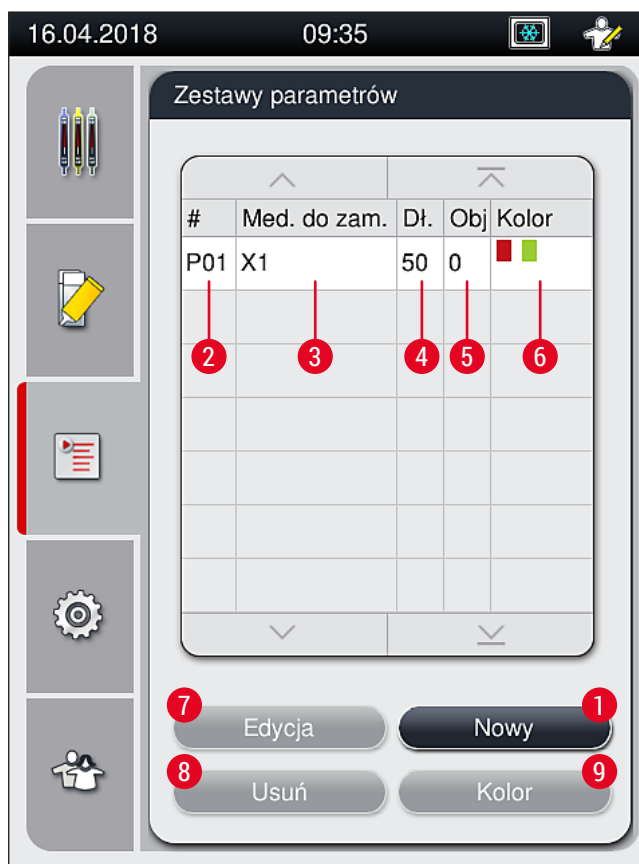 16.04.2018 09:35
Zestawy parametrów
# Med. do zam. Dł. Obj Kolor
P01 X1 50 0
2 3 4 5 6
7 1
Edycja Nowy
8 9
Usuń Kolor